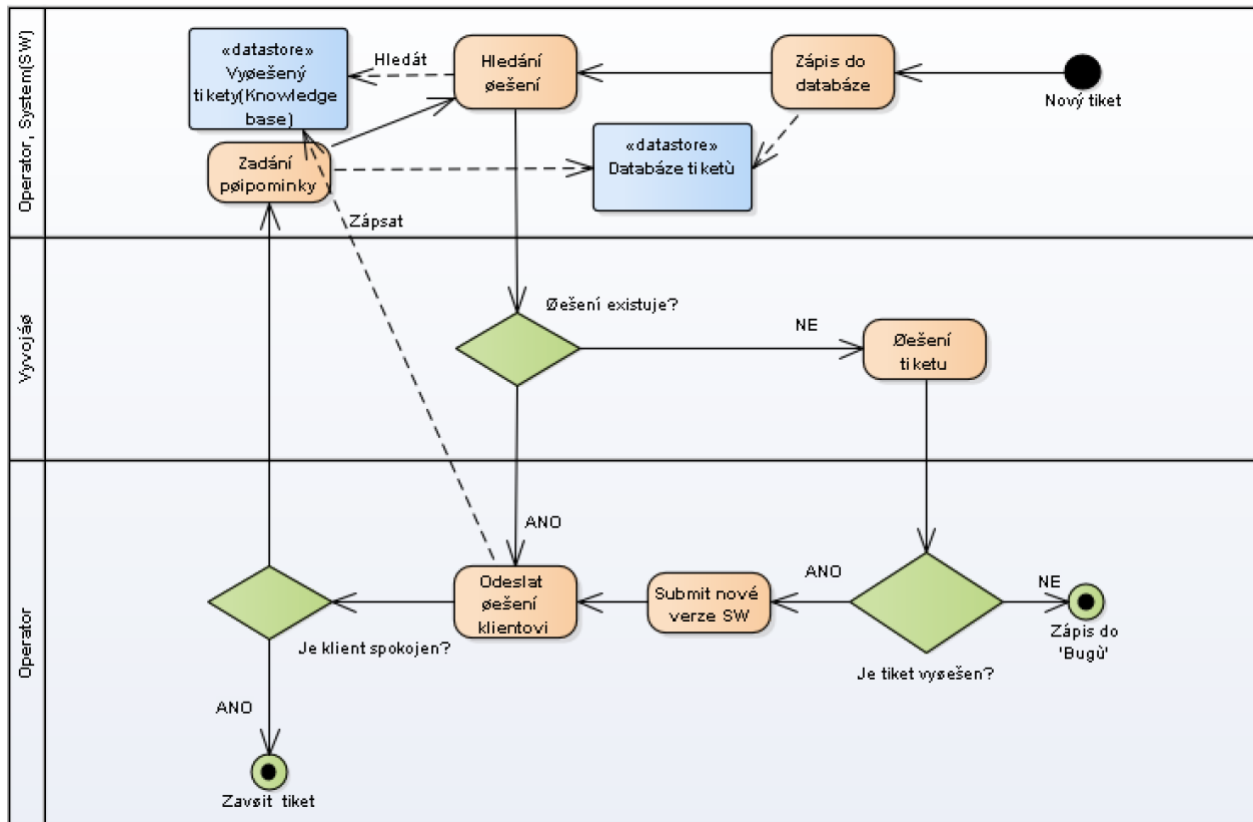 Operator , System(SW)
«datastore»
Vyøešený
tikety(Knowledge
base)
Hledát
Hledání
øešení
Zápis do
databáze
Nový tiket
«datastore»
Databáze tiketù
Zadání
pøipominky
Zápsat
Vyvojáø
Øešení existuje?
NE
Øešení
tiketu
Operator
ANO
Odeslat
øešení
klientovi
Submit nové
verze SW
ANO
NE
Zápis do
'Bugù'
Je klient spokojen?
Je tiket vyøešen?
ANO
Zavøit tiket